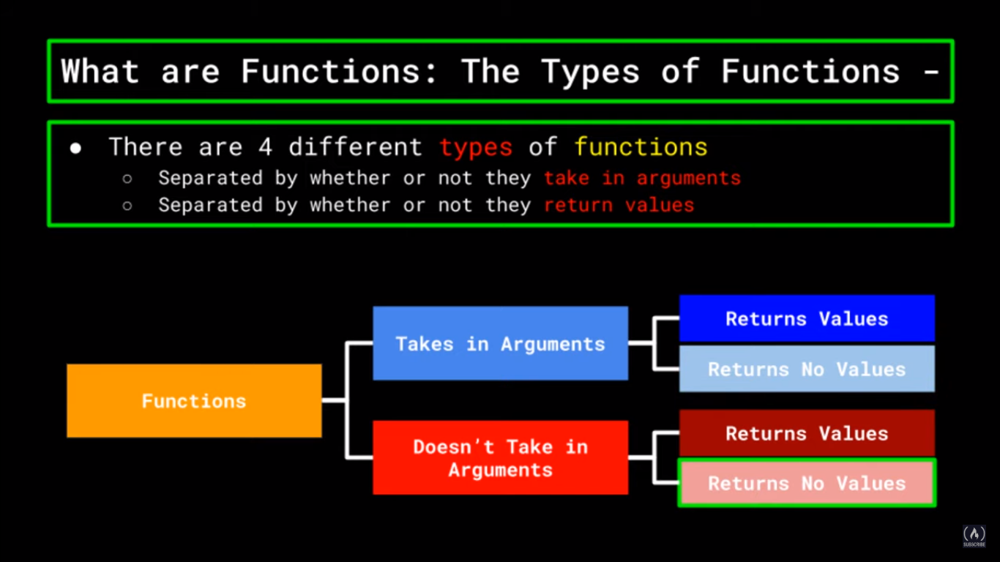 What are Functions: The Types of Functions -
● There are 4 different types of functions
○ Separated by whether or not they take in arguments
○ Separated by whether or not they return values
Functions
Takes in Arguments
Returns Values
Returns No Values
Doesn't Take in
Arguments
Returns Values
Returns No Values
SUBSCRIBE